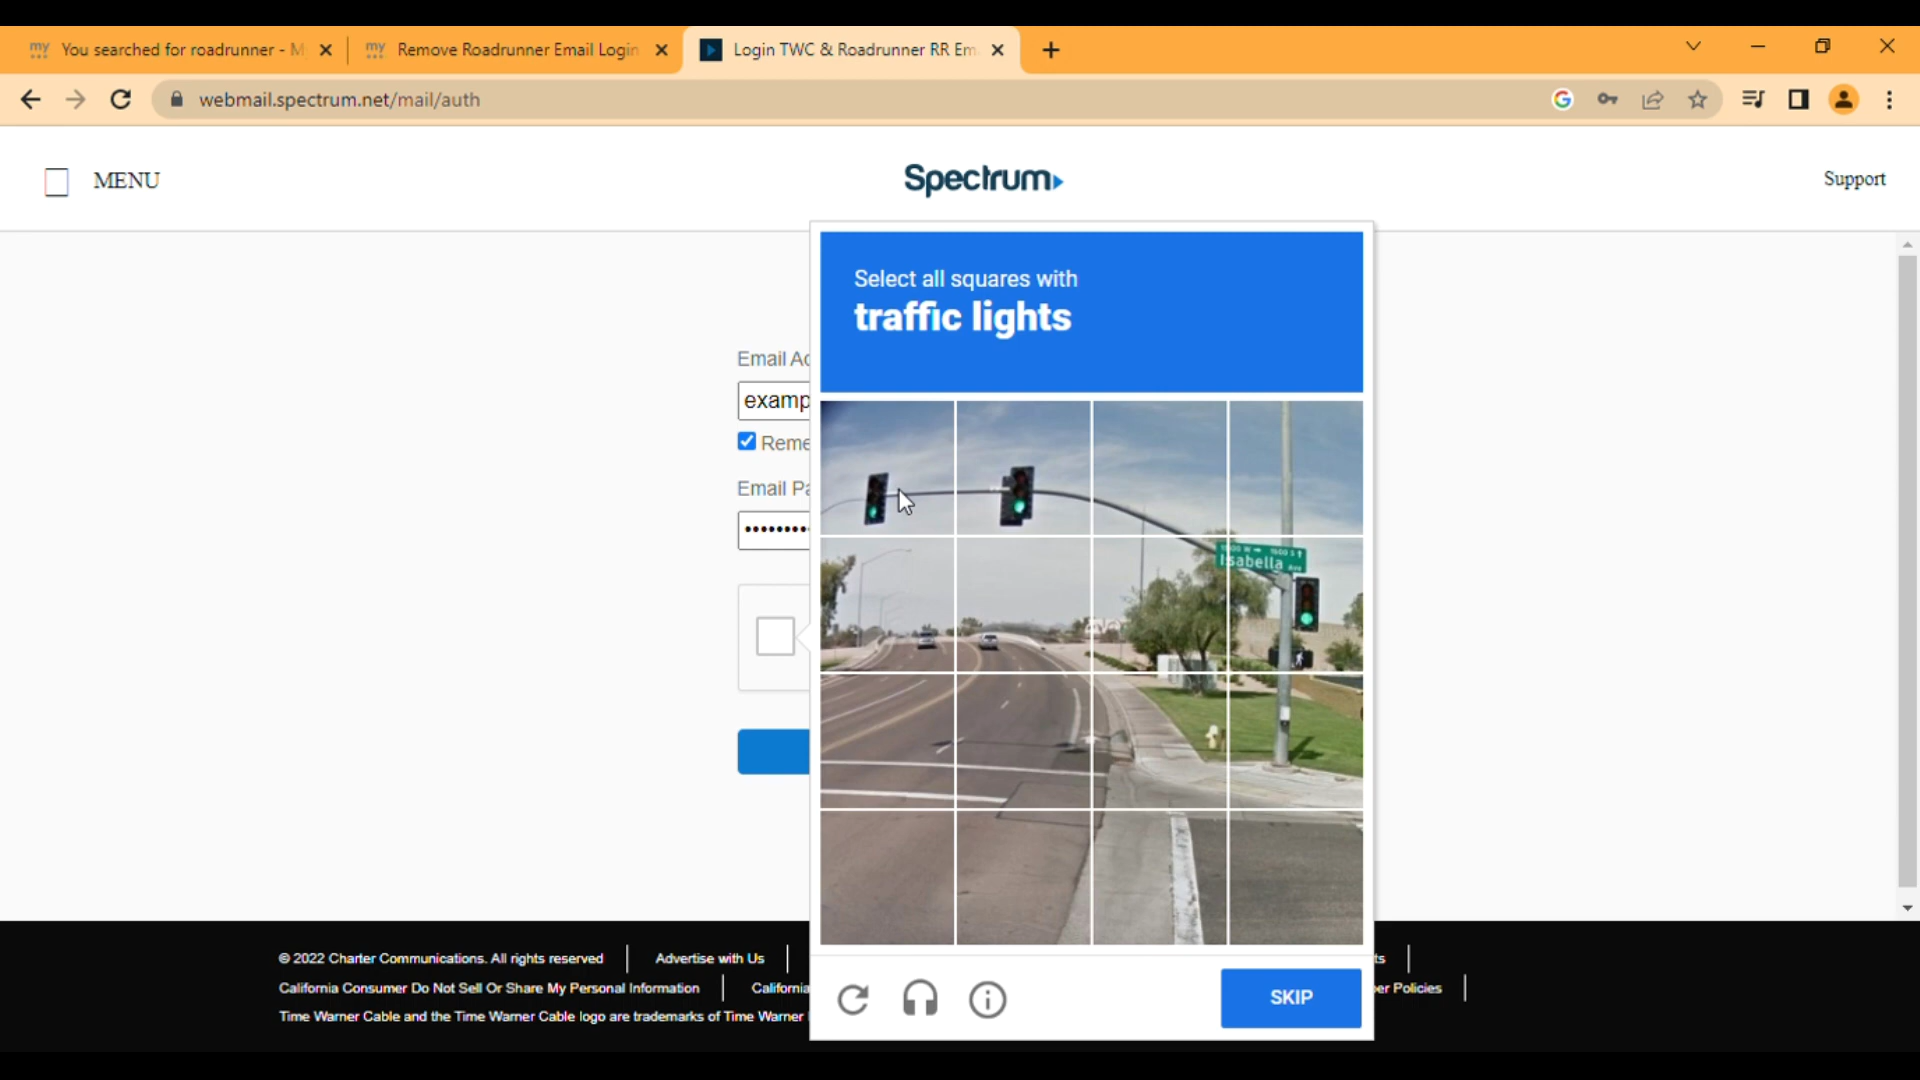 You searched for roadrunner - M
Remove Roadrunner Email Login
Login TWC & Roadrunner RR Em
webmail.spectrum.net/mail/auth
MENU
Spectrum
Support
Select all squares with
traffic lights
Email Ad
examp
Reme
Email Pa
Isabella Ave
© 2022 Charter Communications. All rights reserved
Advertise with Us
ts
California Consumer Do Not Sell Or Share My Personal Information
California
er Policies
Time Warner Cable and the Time Warner Cable logo are trademarks of Time Warner
SKIP